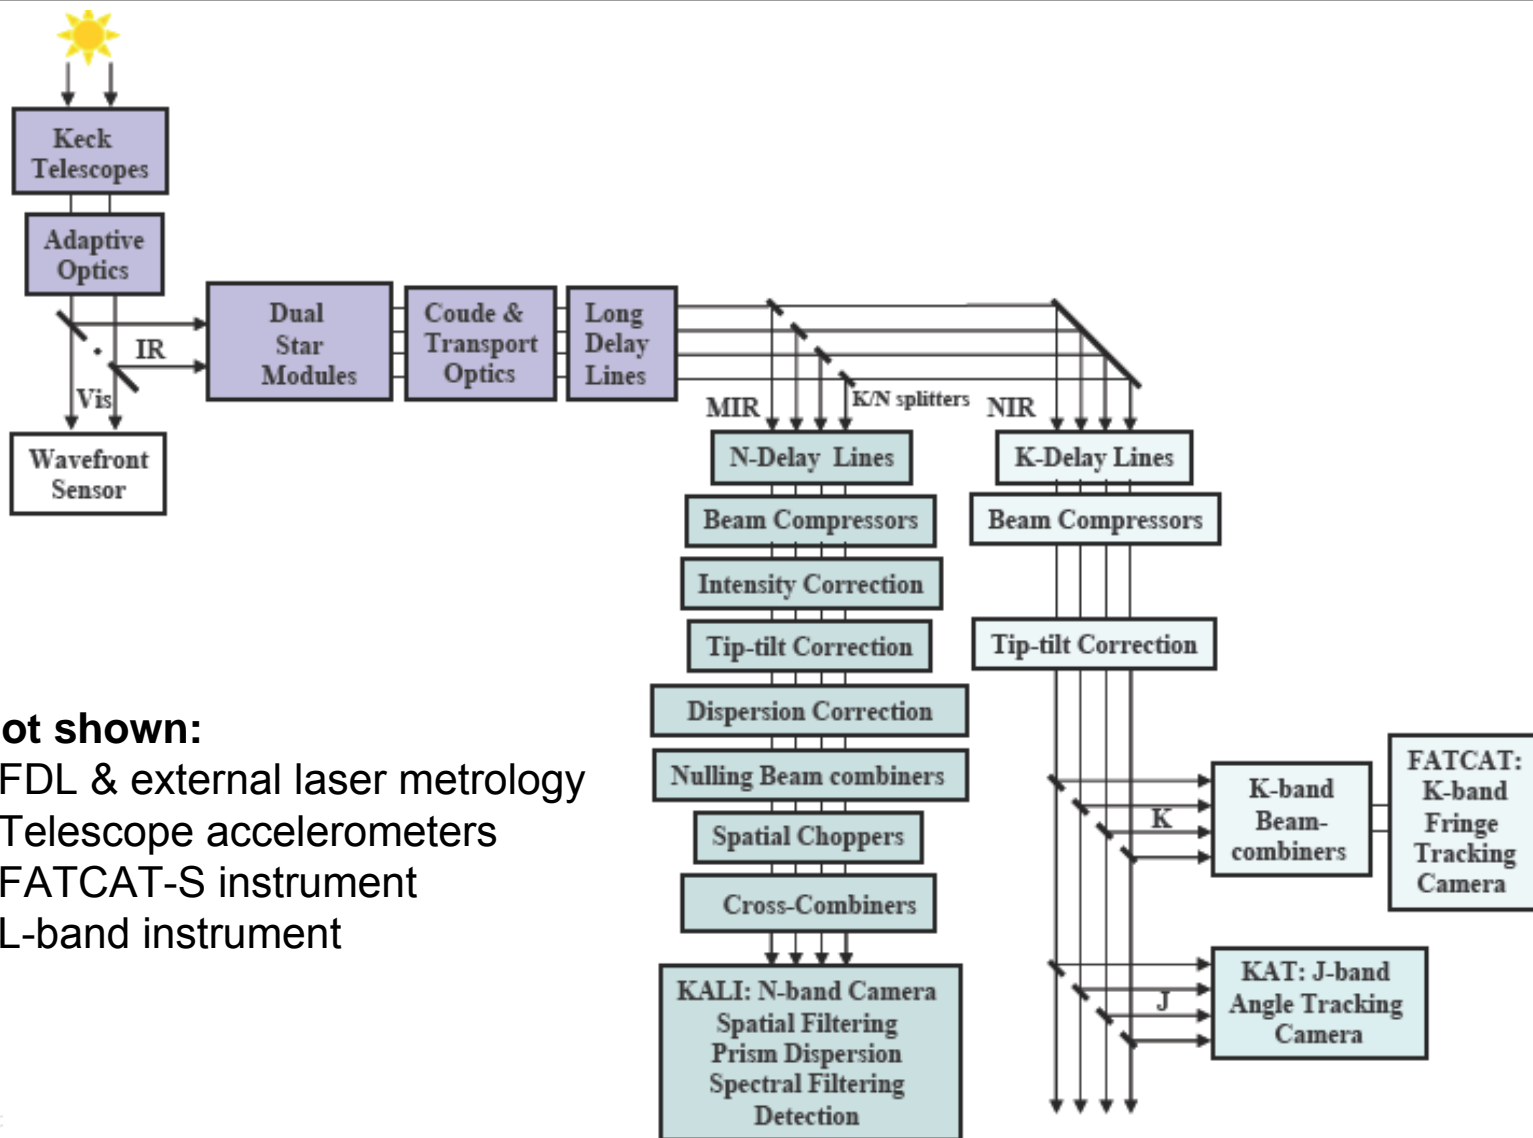 Keck
Telescopes
Adaptive
Optics
IR
Vis
Wavefront
Sensor
Dual
Star
Modules
Coude &
Transport
Optics
Long
Delay
Lines
MIR
K/N splitters
NIR
N-Delay Lines
Beam Compressors
Intensity Correction
Tip-tilt Correction
Dispersion Correction
Nulling Beam combiners
Spatial Choppers
Cross-Combiners
KALI: N-band Camera
Spatial Filtering
Prism Dispersion
Spectral Filtering
Detection
K-Delay Lines
Beam Compressors
Tip-tilt Correction
K
K-band
Beam-
combiners
FATCAT:
K-band
Fringe
Tracking
Camera
J
KAT: J-band
Angle Tracking
Camera
ot shown:
FDL & external laser metrology
Telescope accelerometers
FATCAT-S instrument
L-band instrument